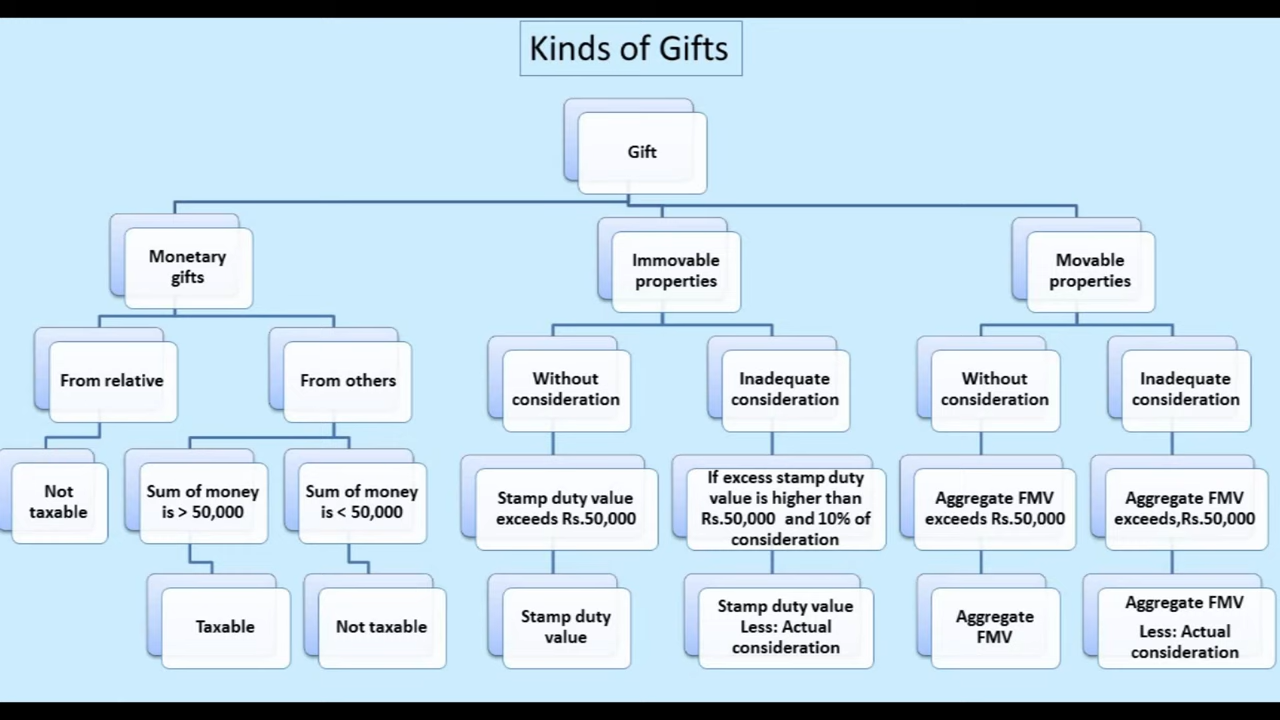 Kinds of Gifts
Gift
Monetary
gifts
Immovable
properties
Movable
properties
From relative
From others
Without
consideration
Inadequate
consideration
Without
consideration
Inadequate
consideration
Not
taxable
Sum of money
is > 50,000
Sum of money
is < 50,000
Stamp duty value
exceeds Rs.50,000
If excess stamp duty
value is higher than
Rs.50,000 and 10% of
consideration
Aggregate FMV
exceeds Rs.50,000
Aggregate FMV
exceeds,Rs.50,000
Taxable
Not taxable
Stamp duty
value
Stamp duty value
Less: Actual
consideration
Aggregate
FMV
Aggregate FMV
Less: Actual
consideration